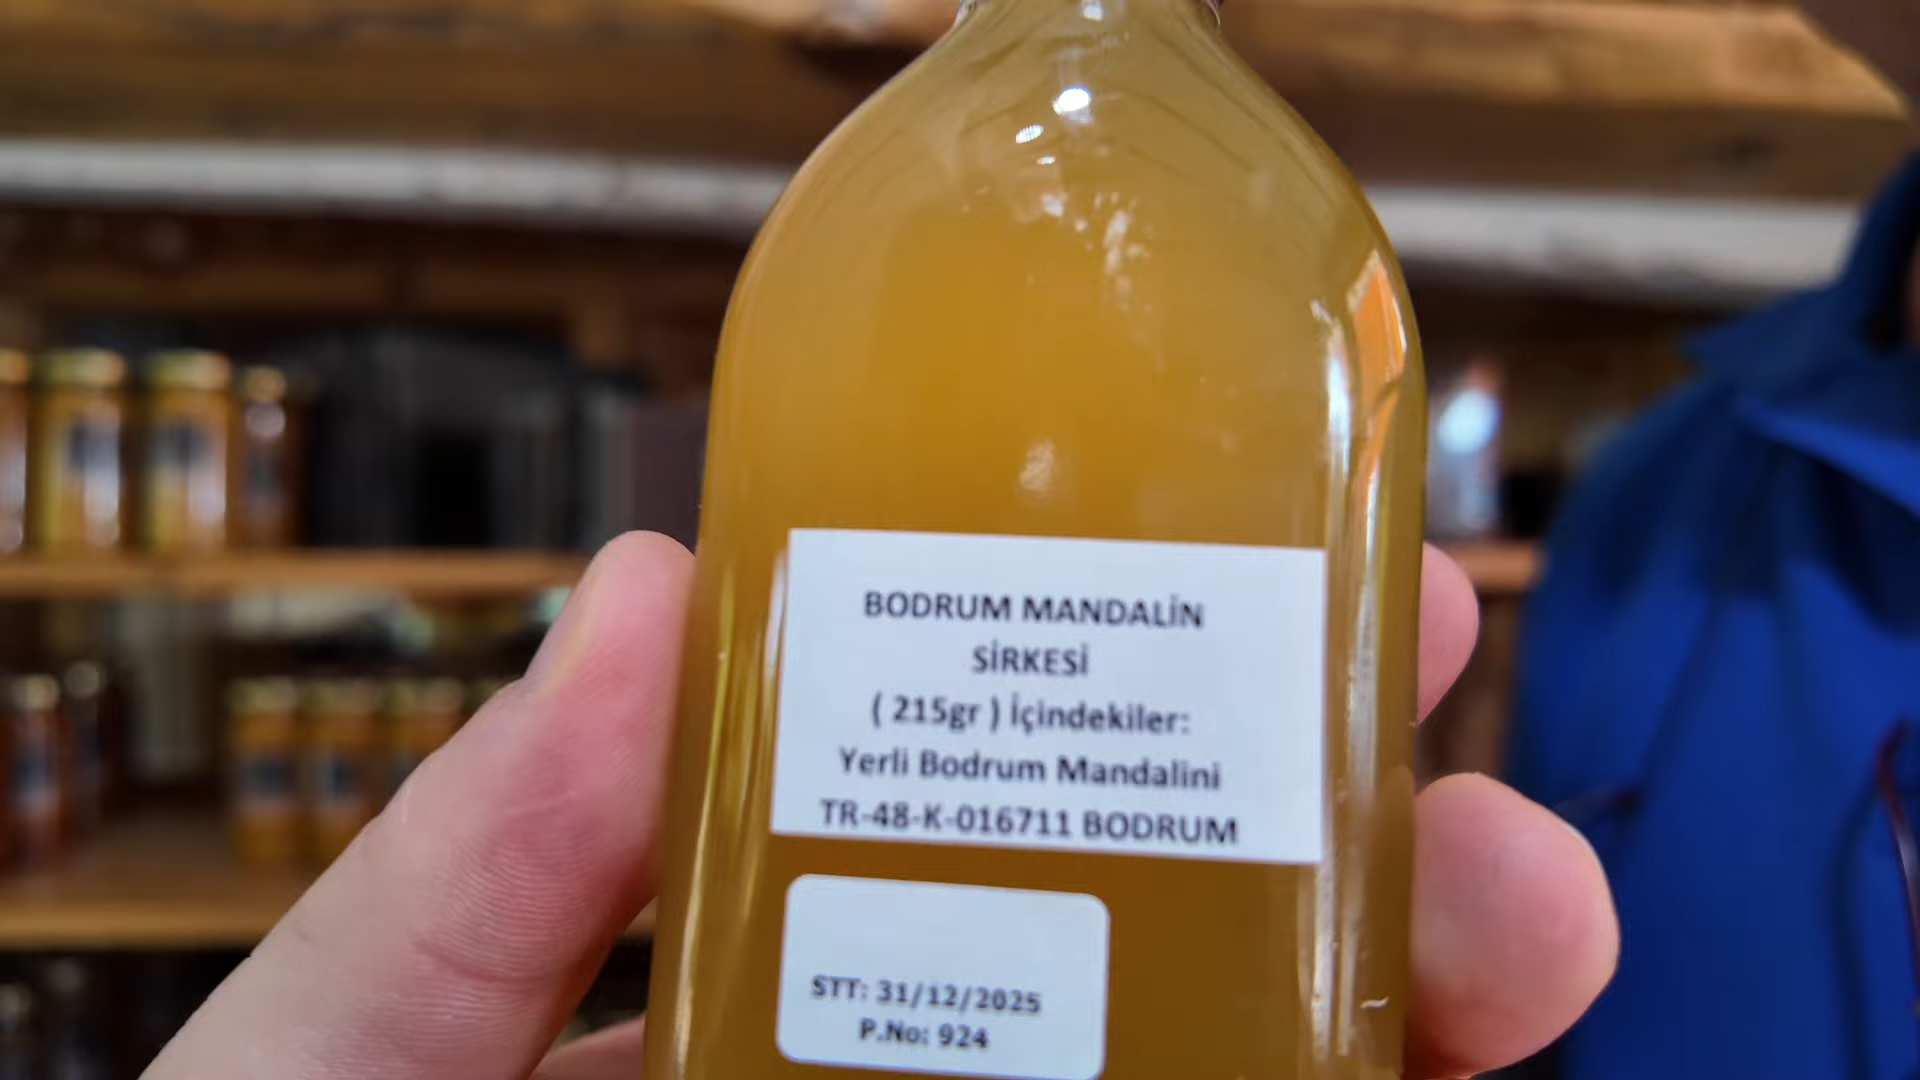 BODRUM MANDALİN
SİRKESİ
( 215gr ) İçindekiler:
Yerli Bodrum Mandalini
TR-48-K-016711 BODRUM
STT: 31/12/2025
P.No: 924